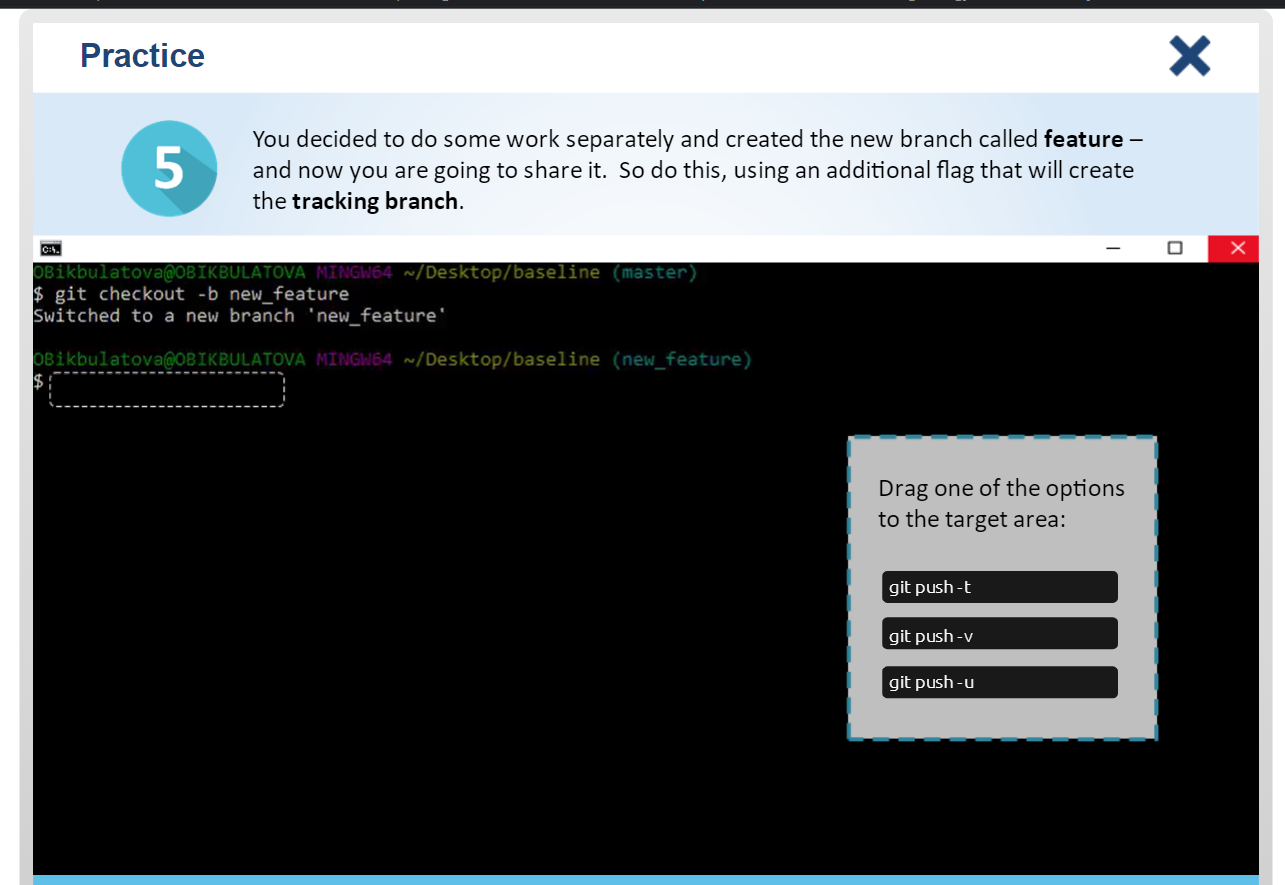 Practice
5
You decided to do some work separately and created the new branch called feature –
and now you are going to share it.  So do this, using an additional flag that will create
the tracking branch.
C:\.
OBikbulatova@OBIKBULATOVA MINGW64 ~/Desktop/baseline (master)
$ git checkout -b new_feature
Switched to a new branch 'new_feature'
OBikbulatova@OBIKBULATOVA MINGW64 ~/Desktop/baseline (new_feature)
$
Drag one of the options
to the target area:
git push -t
git push -v
git push -u